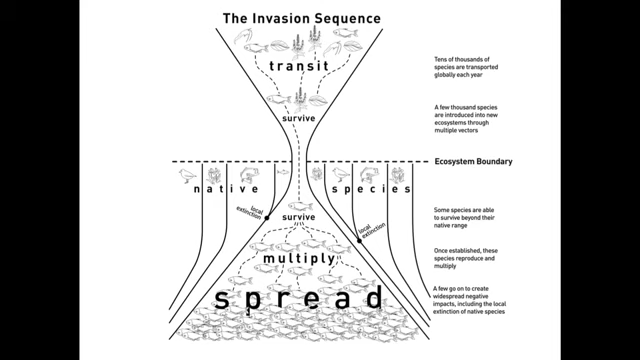 The Invasion Sequence
transit
Tens of thousands of
species are transported
globally each year
survive
A few thousand species
are introduced into new
ecosystems through
multiple vectors
Ecosystem Boundary
native species
local
extinction
survive
local
extinction
Some species are able
to survive beyond their
native range
multiply
Once established, these
species reproduce and
multiply
spread
A few go on to create
widespread negative
impacts, including the local
extinction of native species